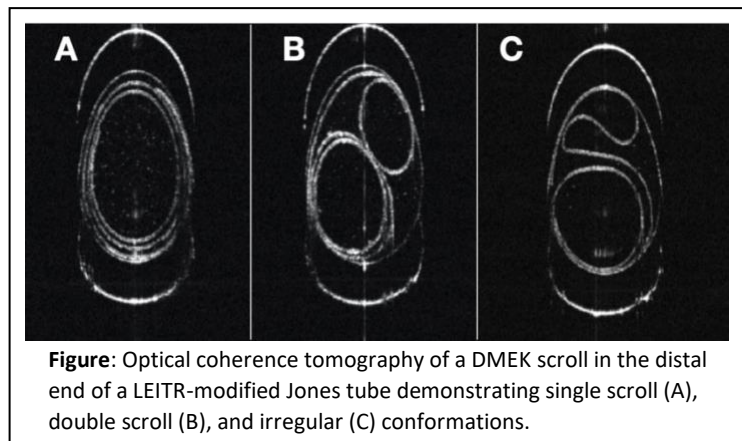 A B C
Figure: Optical coherence tomography of a DMEK scroll in the distal
end of a LEITR-modified Jones tube demonstrating single scroll (A),
double scroll (B), and irregular (C) conformations.